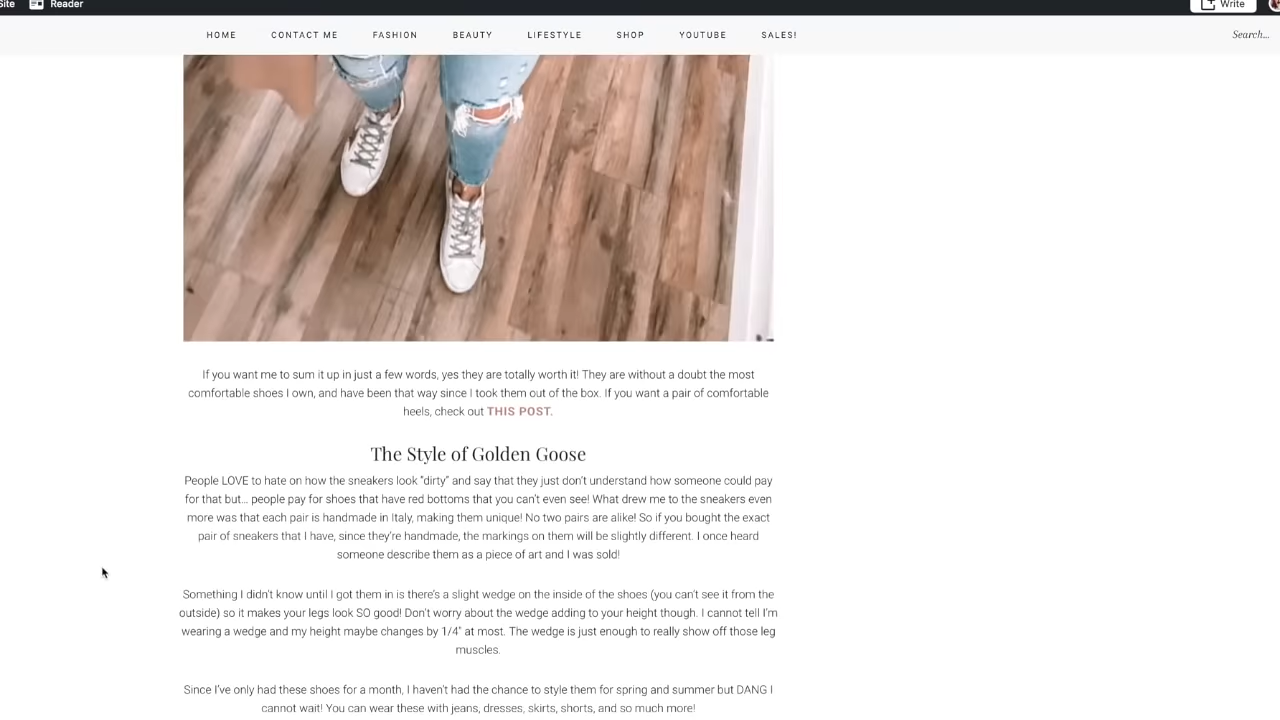 Site Reader Write
HOME CONTACT ME FASHION BEAUTY LIFESTYLE SHOP YOUTUBE SALES! Search...
If you want me to sum it up in just a few words, yes they are totally worth it! They are without a doubt the most
comfortable shoes I own, and have been that way since I took them out of the box. If you want a pair of comfortable
heels, check out THIS POST.
The Style of Golden Goose
People LOVE to hate on how the sneakers look "dirty" and say that they just don't understand how someone could pay
for that but... people pay for shoes that have red bottoms that you can't even see! What drew me to the sneakers even
more was that each pair is handmade in Italy, making them unique! No two pairs are alike! So if you bought the exact
pair of sneakers that I have, since they're handmade, the markings on them will be slightly different. I once heard
someone describe them as a piece of art and I was sold!
Something I didn't know until I got them in is there's a slight wedge on the inside of the shoes (you can't see it from the
outside) so it makes your legs look SO good! Don't worry about the wedge adding to your height though. I cannot tell I'm
wearing a wedge and my height maybe changes by 1/4" at most. The wedge is just enough to really show off those leg
muscles.
Since I've only had these shoes for a month, I haven't had the chance to style them for spring and summer but DANG I
cannot wait! You can wear these with jeans, dresses, skirts, shorts, and so much more!